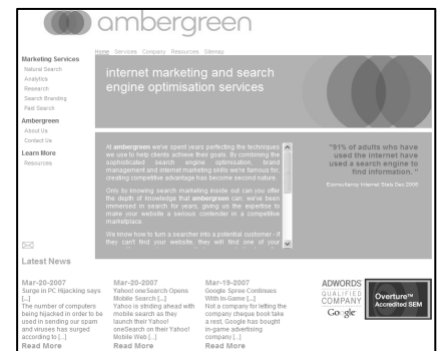 ambergreen
Home Services Company Resources Sitemap
Marketing Services
Natural Search
Analytics
Research
Search Branding
Paid Search
Ambergreen
About Us
Contact Us
Learn More
Resources
internet marketing and search
engine optimisation services
At ambergreen we've spent years perfecting the techniques
we use to help clients achieve their goals. By combining the
sophisticated search engine optimisation, brand
management and internet marketing skills we're famous for,
creating competitive advantage has become second nature.
Only by knowing search marketing inside out can you offer
the depth of knowledge that ambergreen can, we've been
immersed in search for years, giving us the expertise to
make your website a serious contender in a competitive
marketplace.
We know how to turn a searcher into a potential customer - if
they can't find your website, they will find one of your
"91% of adults who have
used the internet have
used a search engine to
find information. "
Latest News
Mar-20-2007
Surge in PC Hijacking says
[...]
The number of computers
being hijacked in order to be
used in sending our spam
and viruses has surged
according to [...]
Read More
Mar-20-2007
Yahoo! oneSearch Opens
Mobile Search [...]
Yahoo is stinding ahead with
mobile search as they
launch their Yahoo!
oneSearch on their Yahoo!
Mobile Web [...]
Read More
Mar-19-2007
Google Spree Continues
With In-Game [...]
Not a company for letting the
company cheque book take
a rest, Google has bought
in-game advertising
company [...]
Read More
ADWORDS
QUALIFIED
COMPANY
Google
Overture™
Accredited SEM